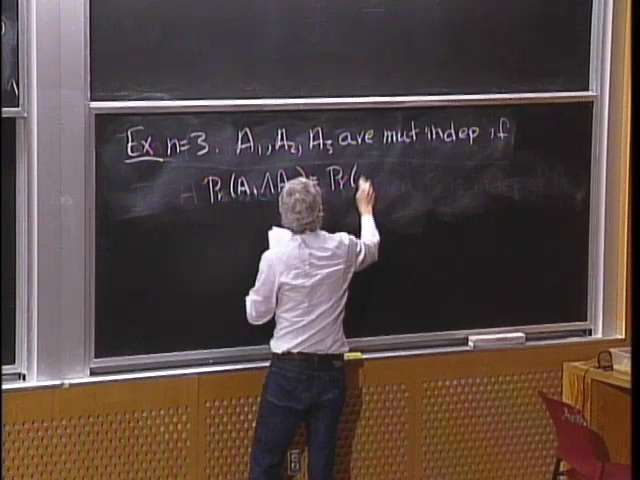 Ex n=3. A₁, A₂, A₃ are mut indep if
Pr(A₁∩A₂) = Pr(